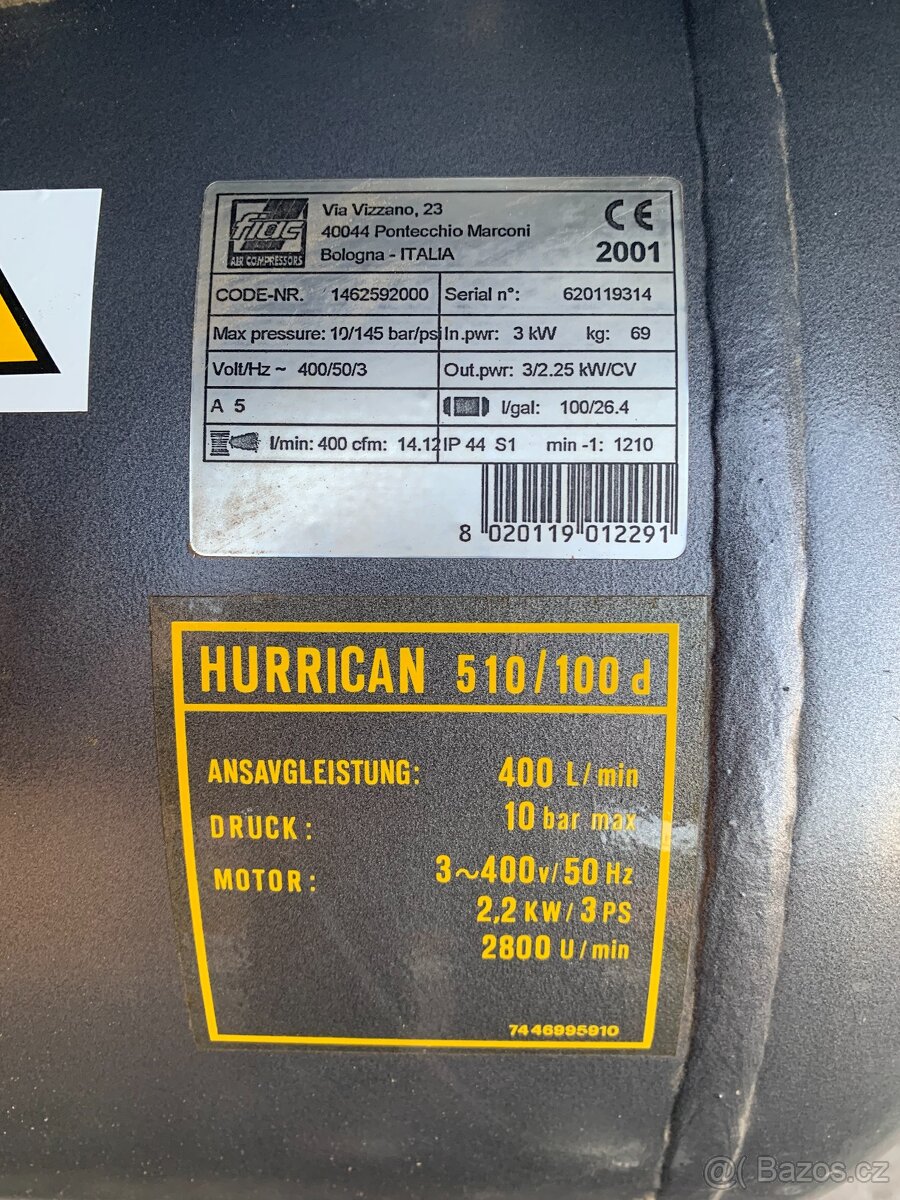 fiac
AIR COMPRESSORS
Via Vizzano, 23
40044 Pontecchio Marconi
Bologna - ITALIA
CE
2001
CODE-NR. 1462592000 Serial n°: 620119314
Max pressure: 10/145 bar/psi In.pwr: 3 kW kg: 69
Volt/Hz ~ 400/50/3 Out.pwr: 3/2.25 kW/CV
A 5 l/gal: 100/26.4
l/min: 400 cfm: 14.12 IP 44 S1 min -1: 1210
8 020119 012291
HURRICAN 510/100 d
ANSAVGLEISTUNG: 400 L/min
DRUCK: 10 bar max
MOTOR: 3~400v/50 Hz
2,2 KW/3 PS
2800 U/min
7446995910
@( Bazos.cz